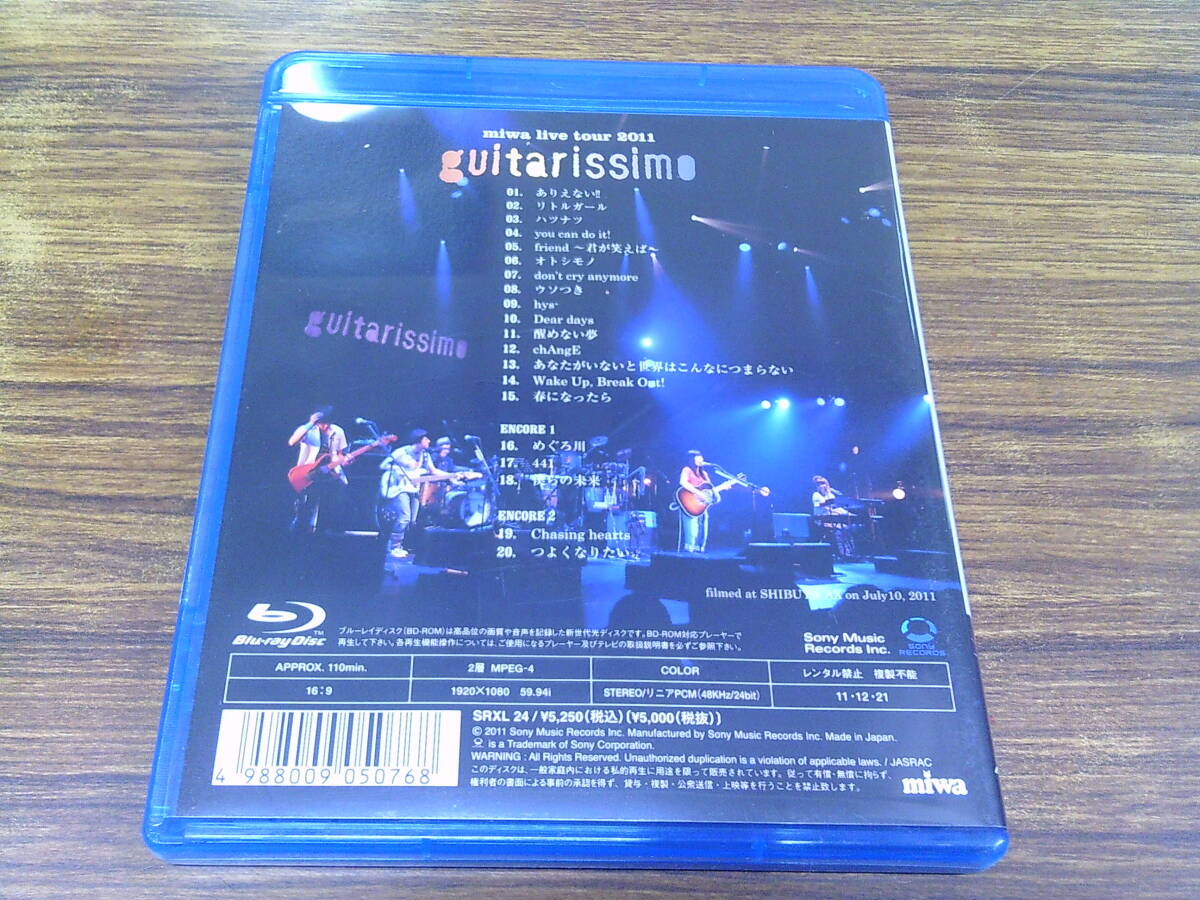 miwa live tour 2011
guitarissimo
01. ありえない!!
02. リトルガール
03. ハツナツ
04. you can do it!
05. friend 〜君が笑えば〜
06. オトシモノ
07. don't cry anymore
08. ウソつき
09. hys-
10. Dear days
11. 醒めない夢
12. chAngE
13. あなたがいないと世界はこんなにつまらない
14. Wake Up, Break Out!
15. 春になったら
guitarissimo
ENCORE 1
16. めぐろ川
17. 441
18. 僕らの未来
ENCORE 2
19. Chasing hearts
20. つよくなりたい
filmed at SHIBUYA-AX on July10, 2011
Blu-ray Disc TM
ブルーレイディスク(BD-ROM)は高品位の画質や音声を記録した新世代光ディスクです。BD-ROM対応プレーヤーで
再生して下さい。各再生機能操作については、ご使用になるプレーヤー及びテレビの取扱説明書を必ずご参照下さい。
Sony Music
Records Inc.
SONY
RECORDS
APPROX. 110min. 2層 MPEG-4 COLOR レンタル禁止 複製不能
16:9 1920×1080 59.94i STEREO/リニアPCM(48KHz/24bit) 11・12・21
SRXL 24/¥5,250(税込)(¥5,000(税抜))
© 2011 Sony Music Records Inc. Manufactured by Sony Music Records Inc. Made in Japan.
is a Trademark of Sony Corporation.
WARNING : All Rights Reserved. Unauthorized duplication is a violation of applicable laws. / JASRAC
このディスクは、一般家庭内における私的再生に用途を限って販売されています。従って有償・無償に拘らず、
権利者の書面による事前の承認を得ず、貸与・複製・公衆送信・上映等を行うことを禁止致します。
4 988009 050768
miwa